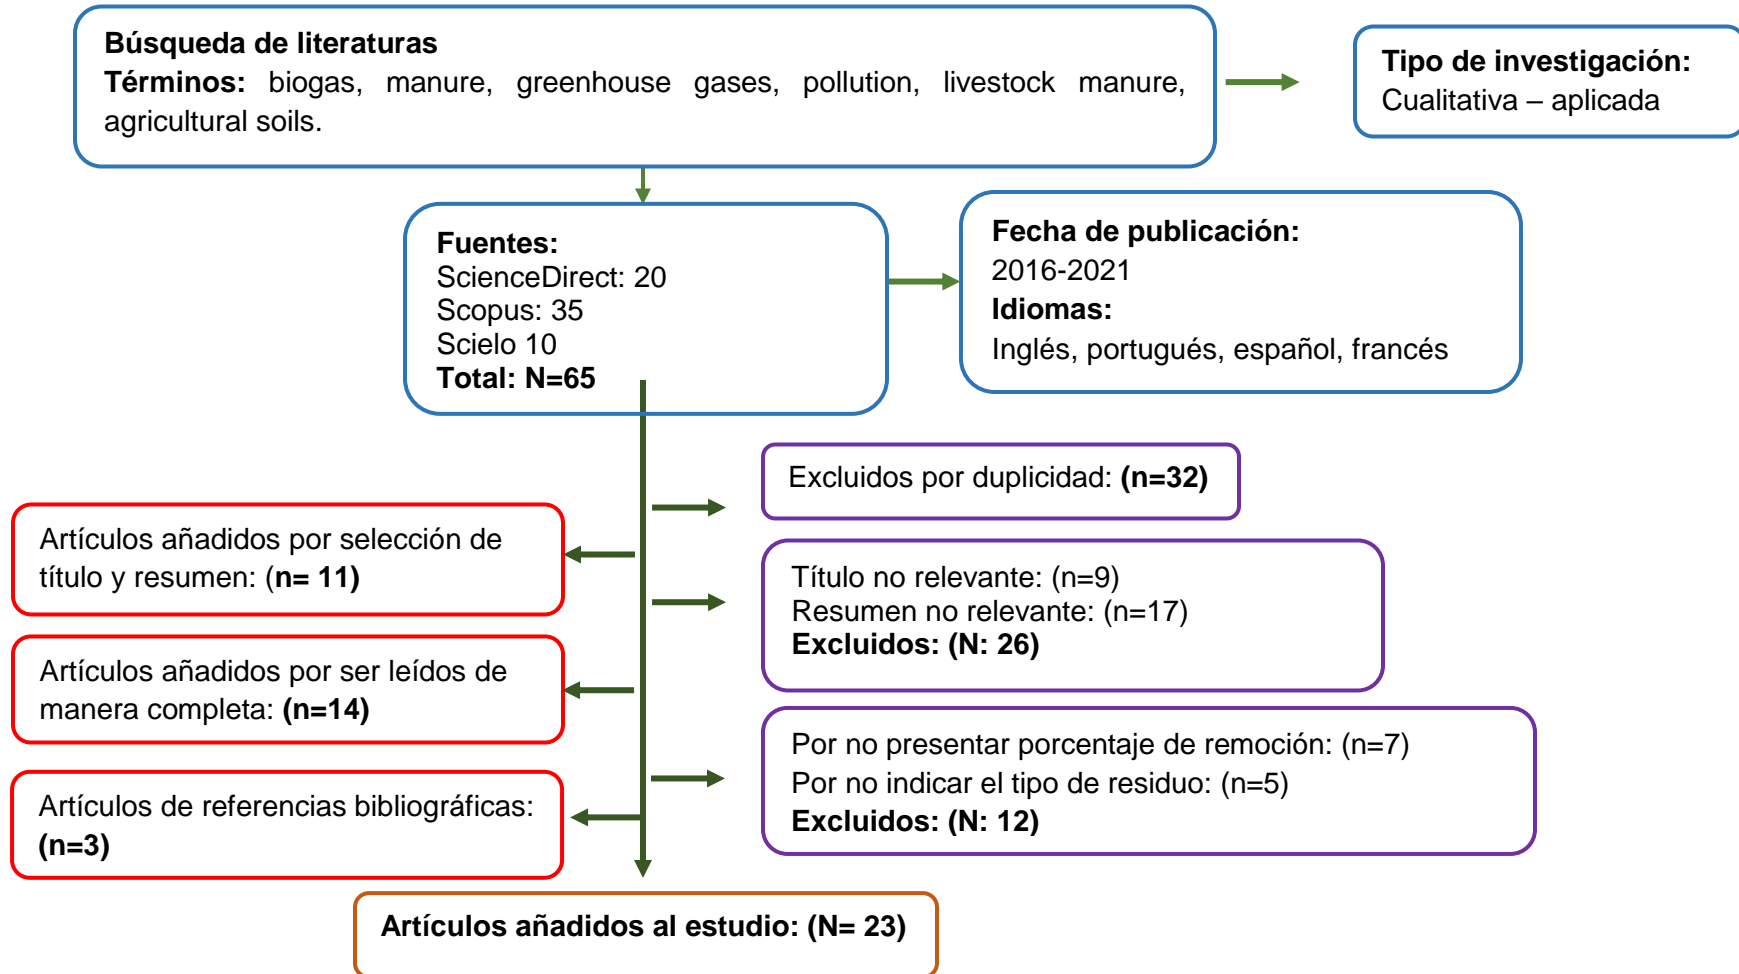 Búsqueda de literaturas
Términos: biogas, manure, greenhouse gases, pollution, livestock manure,
agricultural soils.
Tipo de investigación:
Cualitativa – aplicada
Fuentes:
ScienceDirect: 20
Scopus: 35
Scielo 10
Total: N=65
Fecha de publicación:
2016-2021
Idiomas:
Inglés, portugués, español, francés
Excluidos por duplicidad: (n=32)
Artículos añadidos por selección de
título y resumen: (n= 11)
Título no relevante: (n=9)
Resumen no relevante: (n=17)
Excluidos: (N: 26)
Artículos añadidos por ser leídos de
manera completa: (n=14)
Por no presentar porcentaje de remoción: (n=7)
Por no indicar el tipo de residuo: (n=5)
Excluidos: (N: 12)
Artículos de referencias bibliográficas:
(n=3)
Artículos añadidos al estudio: (N= 23)